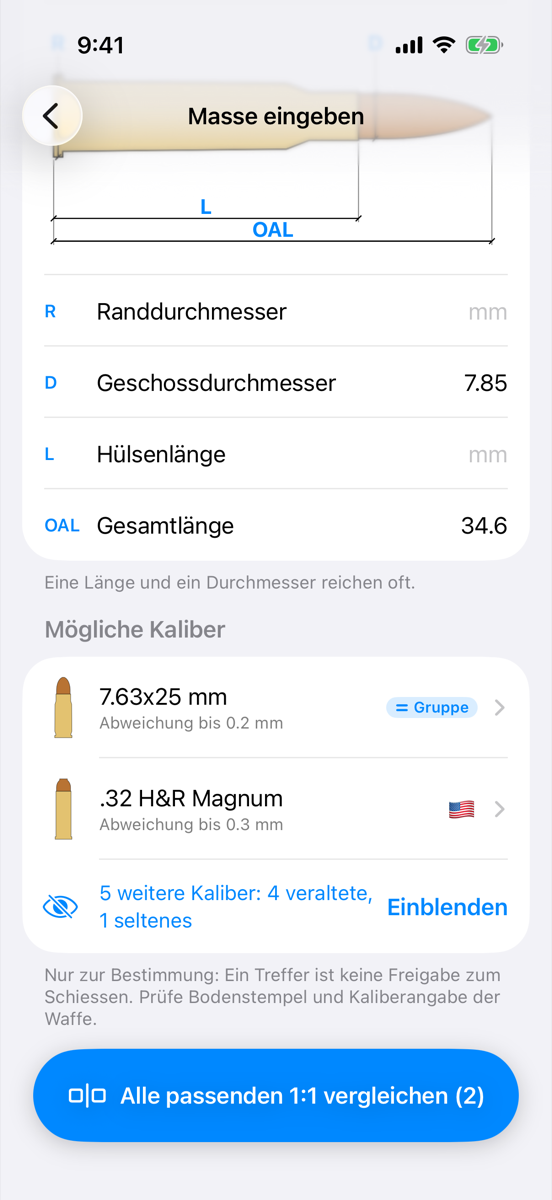 9:41
Masse eingeben
L
OAL
R Randdurchmesser mm
D Geschossdurchmesser 7.85
L Hülsenlänge mm
OAL Gesamtlänge 34.6
Eine Länge und ein Durchmesser reichen oft.
Mögliche Kaliber
7.63x25 mm
Abweichung bis 0.2 mm
= Gruppe
.32 H&R Magnum
Abweichung bis 0.3 mm
5 weitere Kaliber: 4 veraltete,
1 seltenes
Einblenden
Nur zur Bestimmung: Ein Treffer ist keine Freigabe zum
Schiessen. Prüfe Bodenstempel und Kaliberangabe der
Waffe.
Alle passenden 1:1 vergleichen (2)